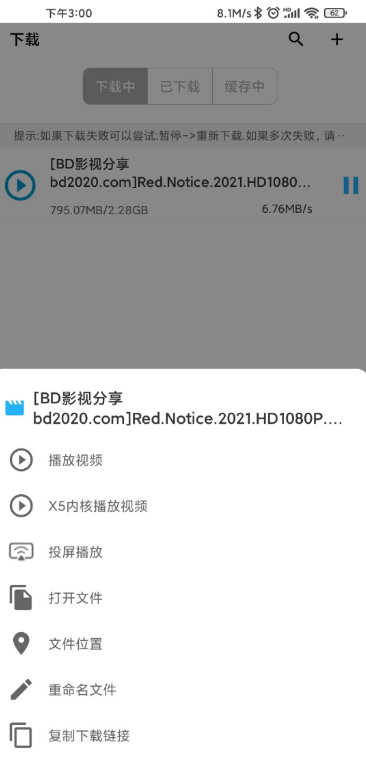 下午3:00
8.1M/s
HD
62
下载
下载中
已下载
缓存中
提示:如果下载失败可以尝试:暂停->重新下载.如果多次失败, 请···
[BD影视分享
bd2020.com]Red.Notice.2021.HD1080...
795.07MB/2.28GB
6.76MB/s
[BD影视分享
bd2020.com]Red.Notice.2021.HD1080P....
播放视频
X5内核播放视频
投屏播放
打开文件
文件位置
重命名文件
复制下载链接